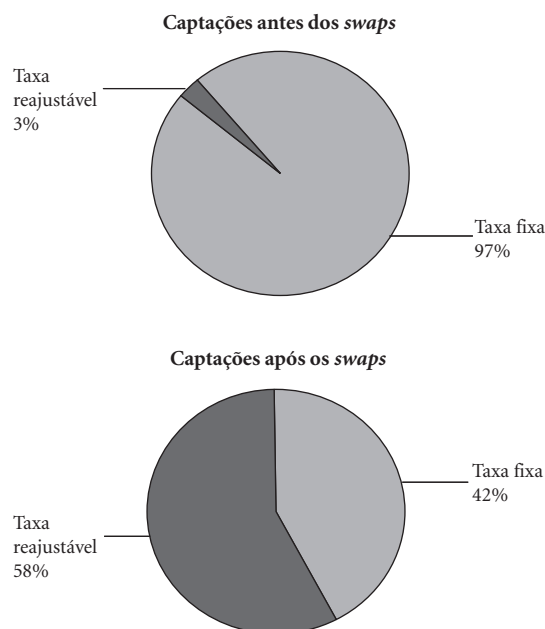 Captações antes dos swaps
Taxa
reajustável
3%
Taxa fixa
97%
Captações após os swaps
Taxa fixa
42%
Taxa
reajustável
58%